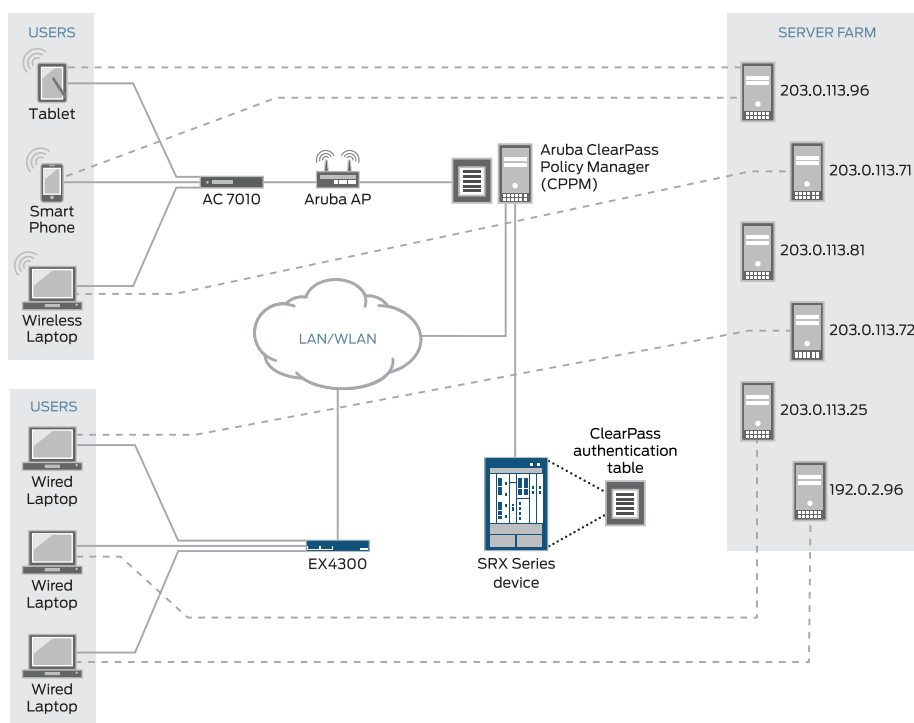 USERS
Tablet
Smart
Phone
Wireless
Laptop
AC 7010
Aruba AP
Aruba ClearPass
Policy Manager
(CPPM)
SERVER FARM
203.0.113.96
203.0.113.71
203.0.113.81
203.0.113.72
203.0.113.25
192.0.2.96
LAN/WLAN
USERS
Wired
Laptop
Wired
Laptop
Wired
Laptop
EX4300
SRX Series
device
ClearPass
authentication
table